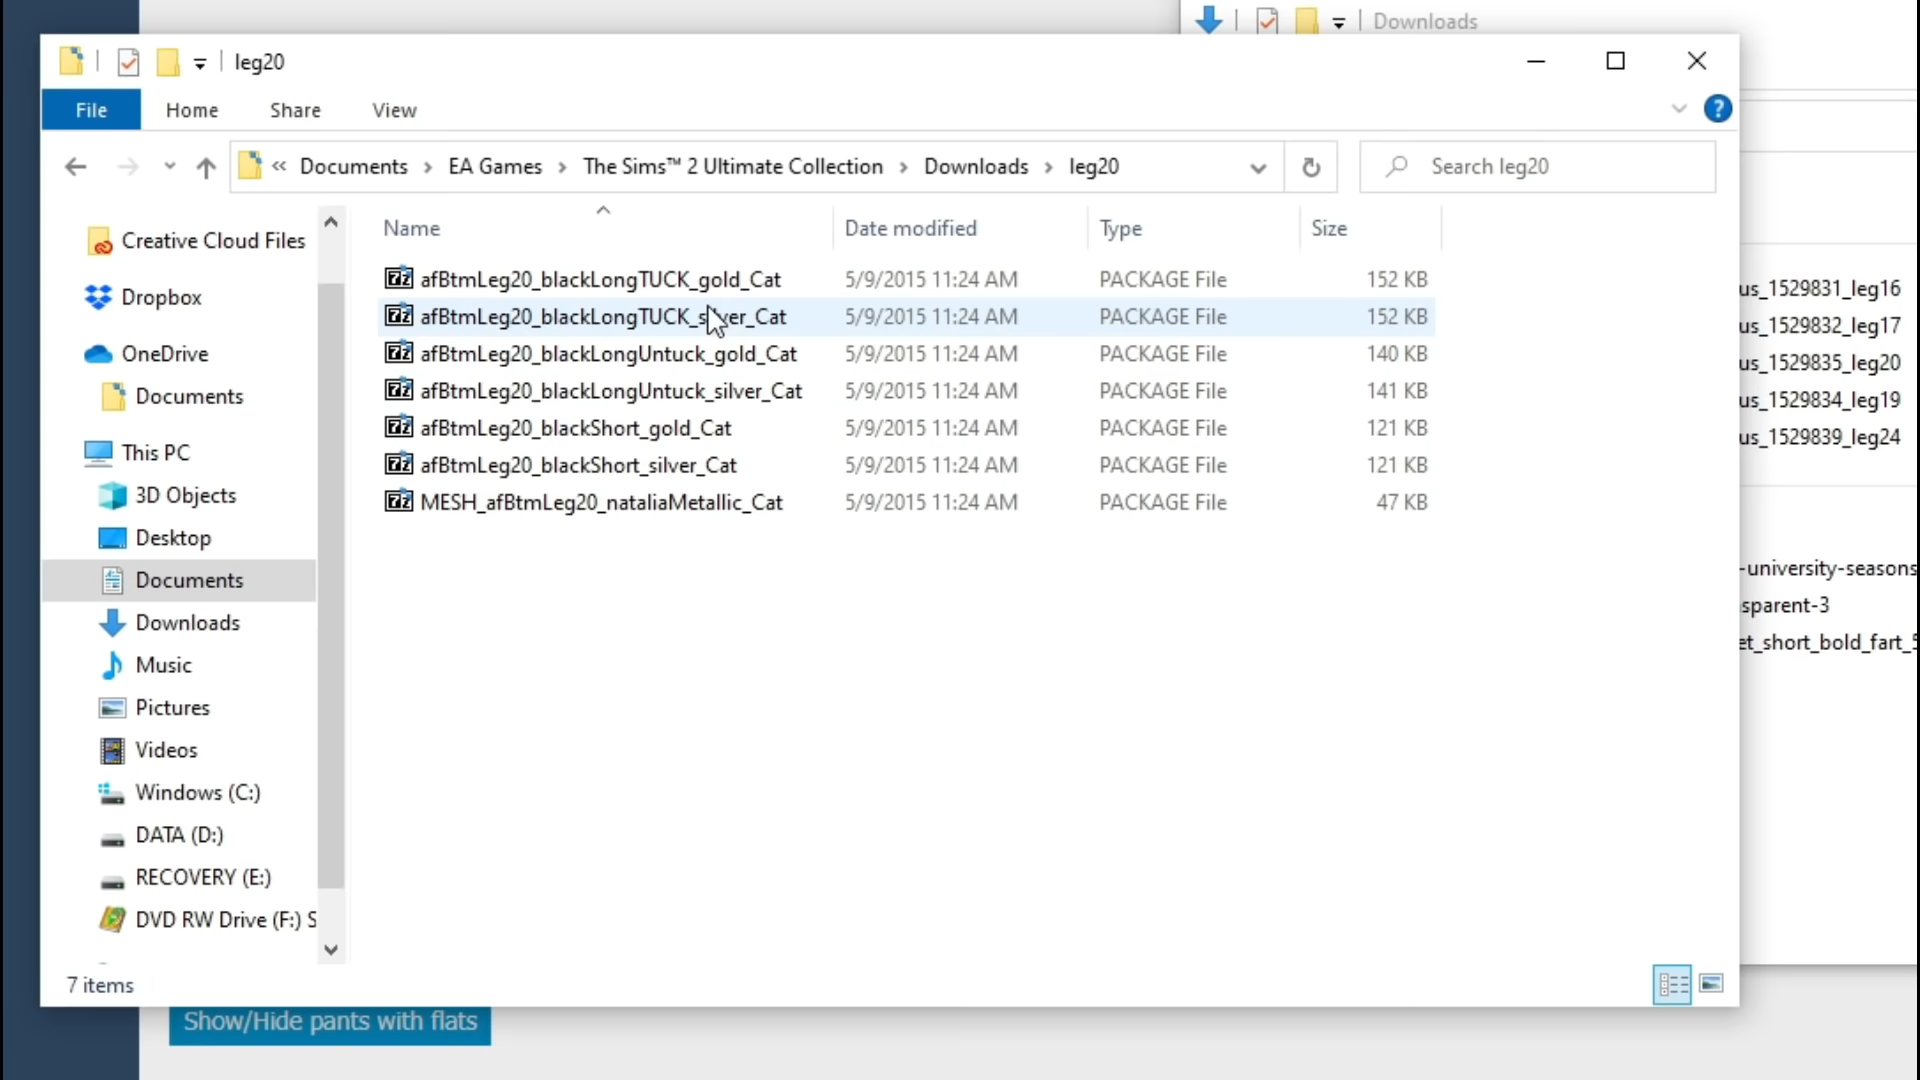 Downloads
leg20
File Home Share View
?
« Documents › EA Games › The Sims™ 2 Ultimate Collection › Downloads › leg20
Search leg20
Name Date modified Type Size
Creative Cloud Files
Dropbox
OneDrive
Documents
This PC
3D Objects
Desktop
Documents
Downloads
Music
Pictures
Videos
Windows (C:)
DATA (D:)
RECOVERY (E:)
DVD RW Drive (F:) S
afBtmLeg20_blackLongTUCK_gold_Cat 5/9/2015 11:24 AM PACKAGE File 152 KB
afBtmLeg20_blackLongTUCK_silver_Cat 5/9/2015 11:24 AM PACKAGE File 152 KB
afBtmLeg20_blackLongUntuck_gold_Cat 5/9/2015 11:24 AM PACKAGE File 140 KB
afBtmLeg20_blackLongUntuck_silver_Cat 5/9/2015 11:24 AM PACKAGE File 141 KB
afBtmLeg20_blackShort_gold_Cat 5/9/2015 11:24 AM PACKAGE File 121 KB
afBtmLeg20_blackShort_silver_Cat 5/9/2015 11:24 AM PACKAGE File 121 KB
MESH_afBtmLeg20_nataliaMetallic_Cat 5/9/2015 11:24 AM PACKAGE File 47 KB
us_1529831_leg16
us_1529832_leg17
us_1529835_leg20
us_1529834_leg19
us_1529839_leg24
-university-seasons
sparent-3
et_short_bold_fart_5
7 items
Show/Hide pants with flats